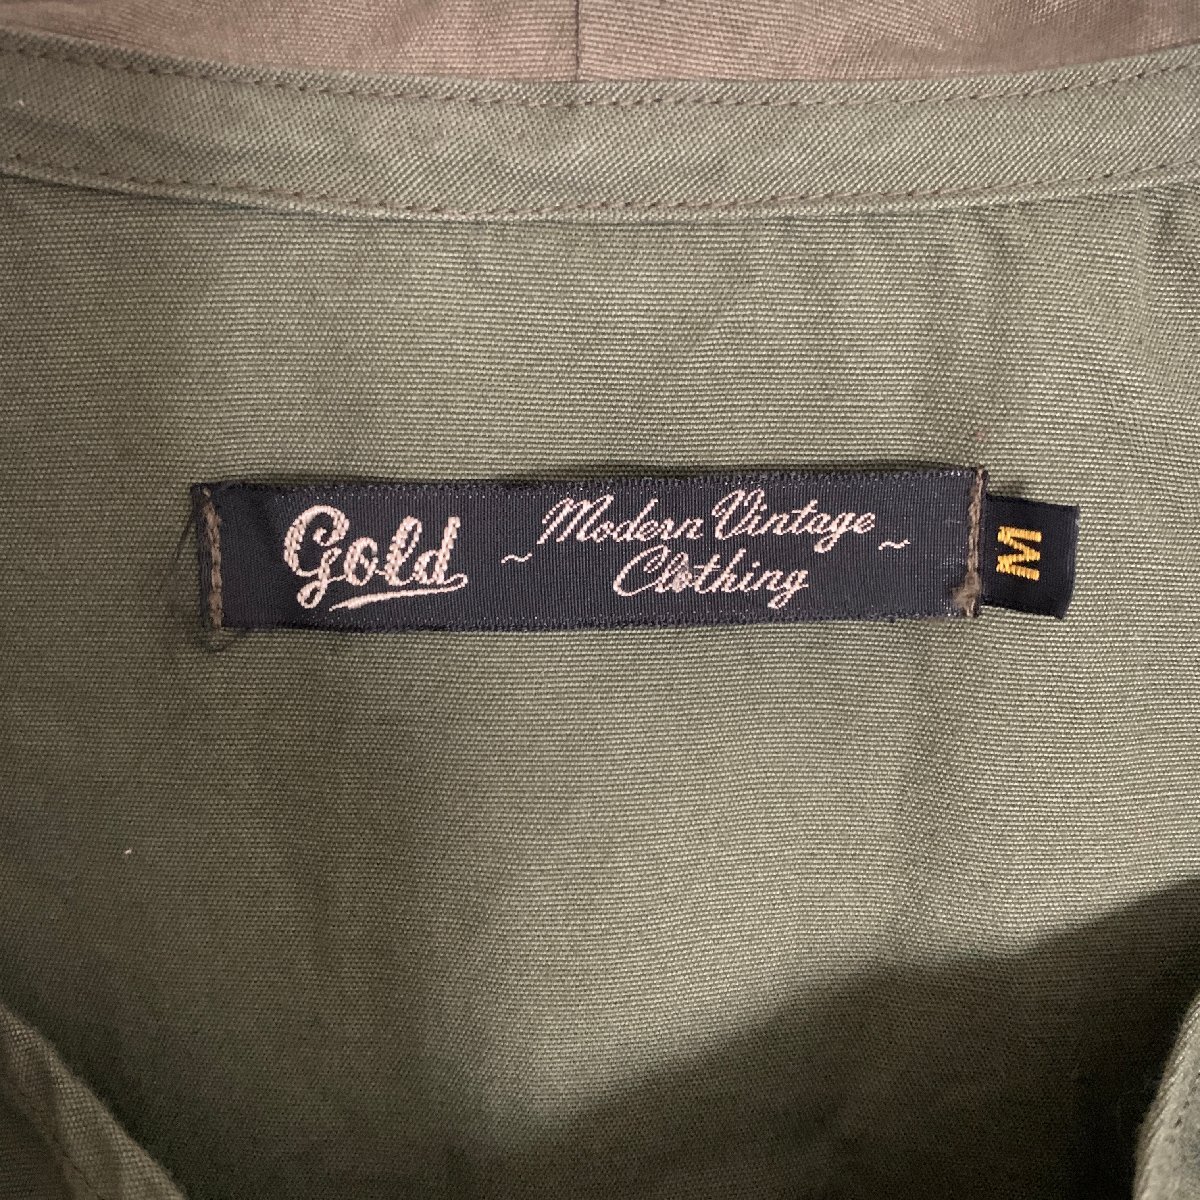 Gold
~ Modern Vintage ~
Clothing
M